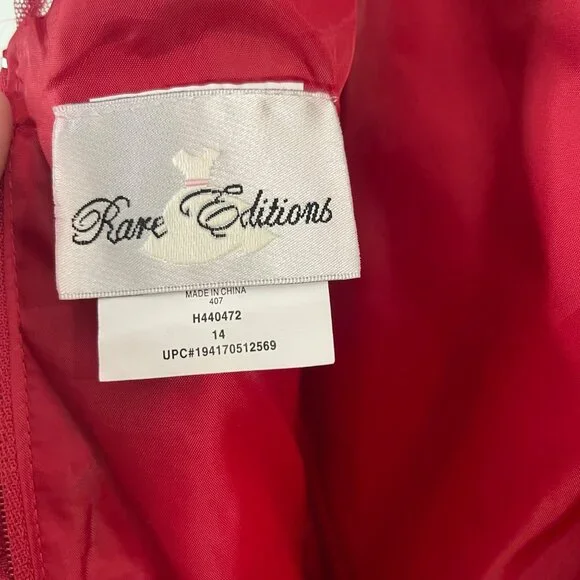 Rare Editions
MADE IN CHINA
407
H440472
14
UPC#194170512569